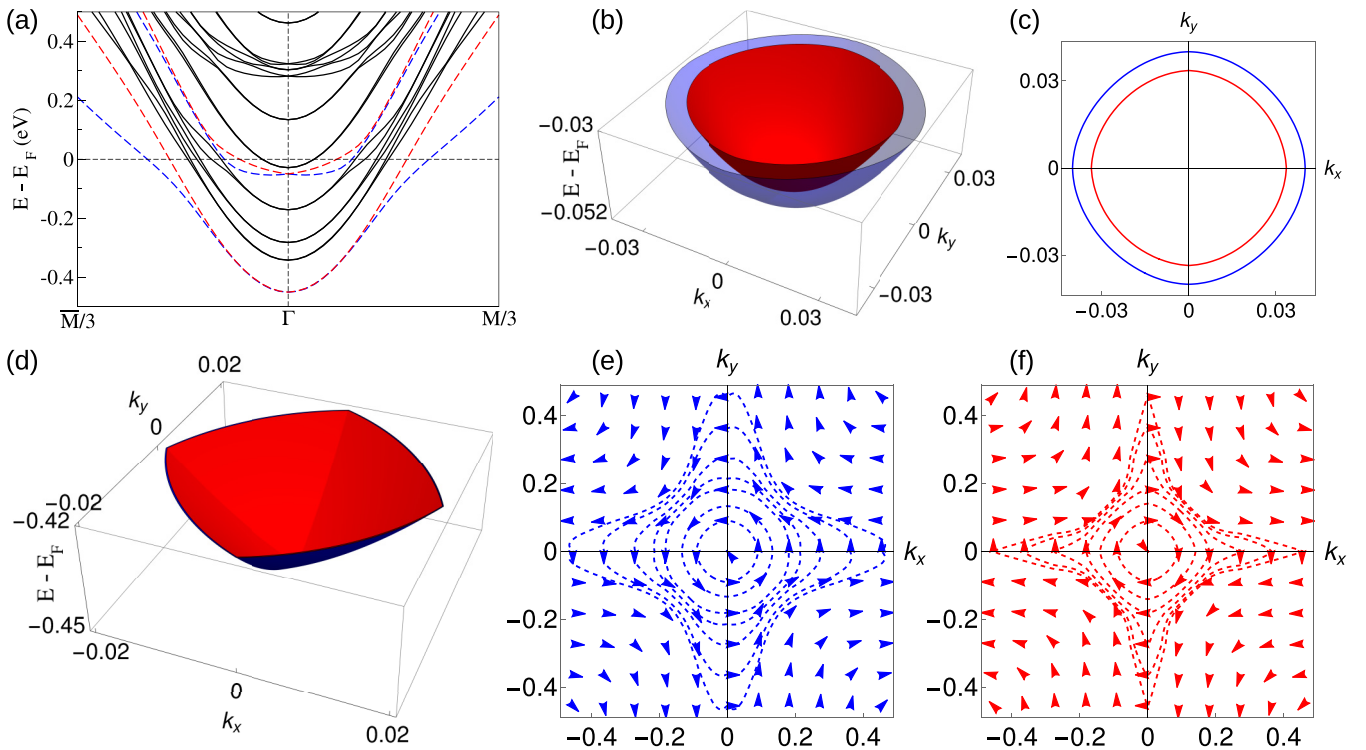 (a)
0.4
0.2
0
-0.2
-0.4
E - E_F (eV)
M̅/3
Γ
M/3
(b)
−0.03
E − E_F
−0.052
−0.03
0
0.03
k_x
0.03
0
k_y
−0.03
(c)
k_y
0.03
0
k_x
−0.03
−0.03
0
0.03
(d)
0.02
k_y
0
−0.02
−0.42
E − E_F
−0.45
−0.02
0
k_x
0.02
(e)
k_y
0.4
0.2
0
k_x
−0.2
−0.4
−0.4
−0.2
0
0.2
0.4
(f)
k_y
0.4
0.2
0
k_x
−0.2
−0.4
−0.4
−0.2
0
0.2
0.4